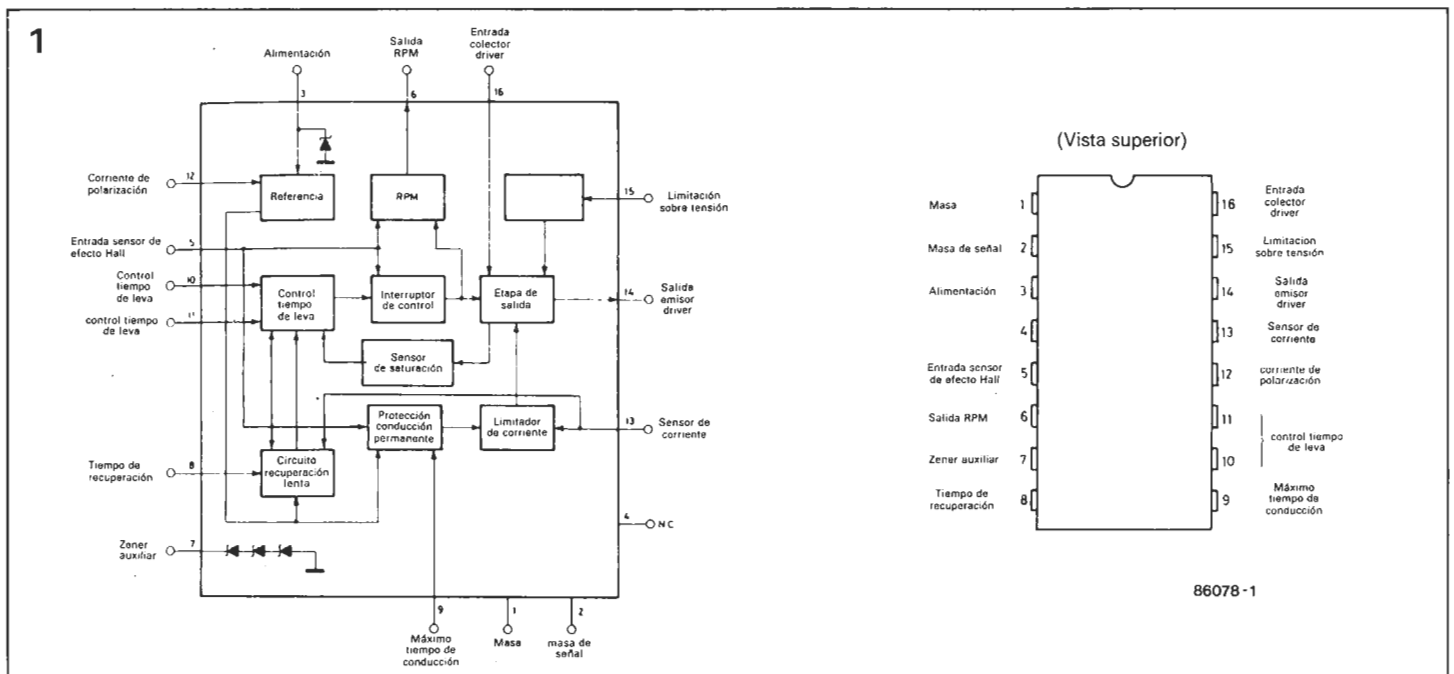 1
Alimentación
Salida
RPM
Entrada
colector
driver
3
6
16
Corriente de
polarización
12
Referencia
RPM
15
Limitación
sobre tensión
Entrada sensor de
efecto Hall
5
Control
tiempo
de leva
10
control tiempo
de leva
11
Control
tiempo
de leva
Interruptor
de control
Etapa de
salida
14
Salida
emisor
driver
Sensor
de saturación
Protección
conducción
permanente
Limitador
de corriente
13
Sensor de
corriente
Tiempo de
recuperación
8
Circuito
recuperación
lenta
4
NC
Zener
auxiliar
7
9
1
2
Máximo
tiempo de
conducción
Masa
masa de
señal
(Vista superior)
Masa
1
16
Entrada
colector
driver
Masa de señal
2
15
Limitacion
sobre tensión
Alimentación
3
14
Salida
emisor
driver
4
13
Sensor de
corriente
Entrada sensor
de efecto Hall
5
12
corriente de
polarización
Salida RPM
6
11
control tiempo
de leva
Zener auxiliar
7
10
Tiempo de
recuperación
8
9
Máximo
tiempo de
conducción
86078-1